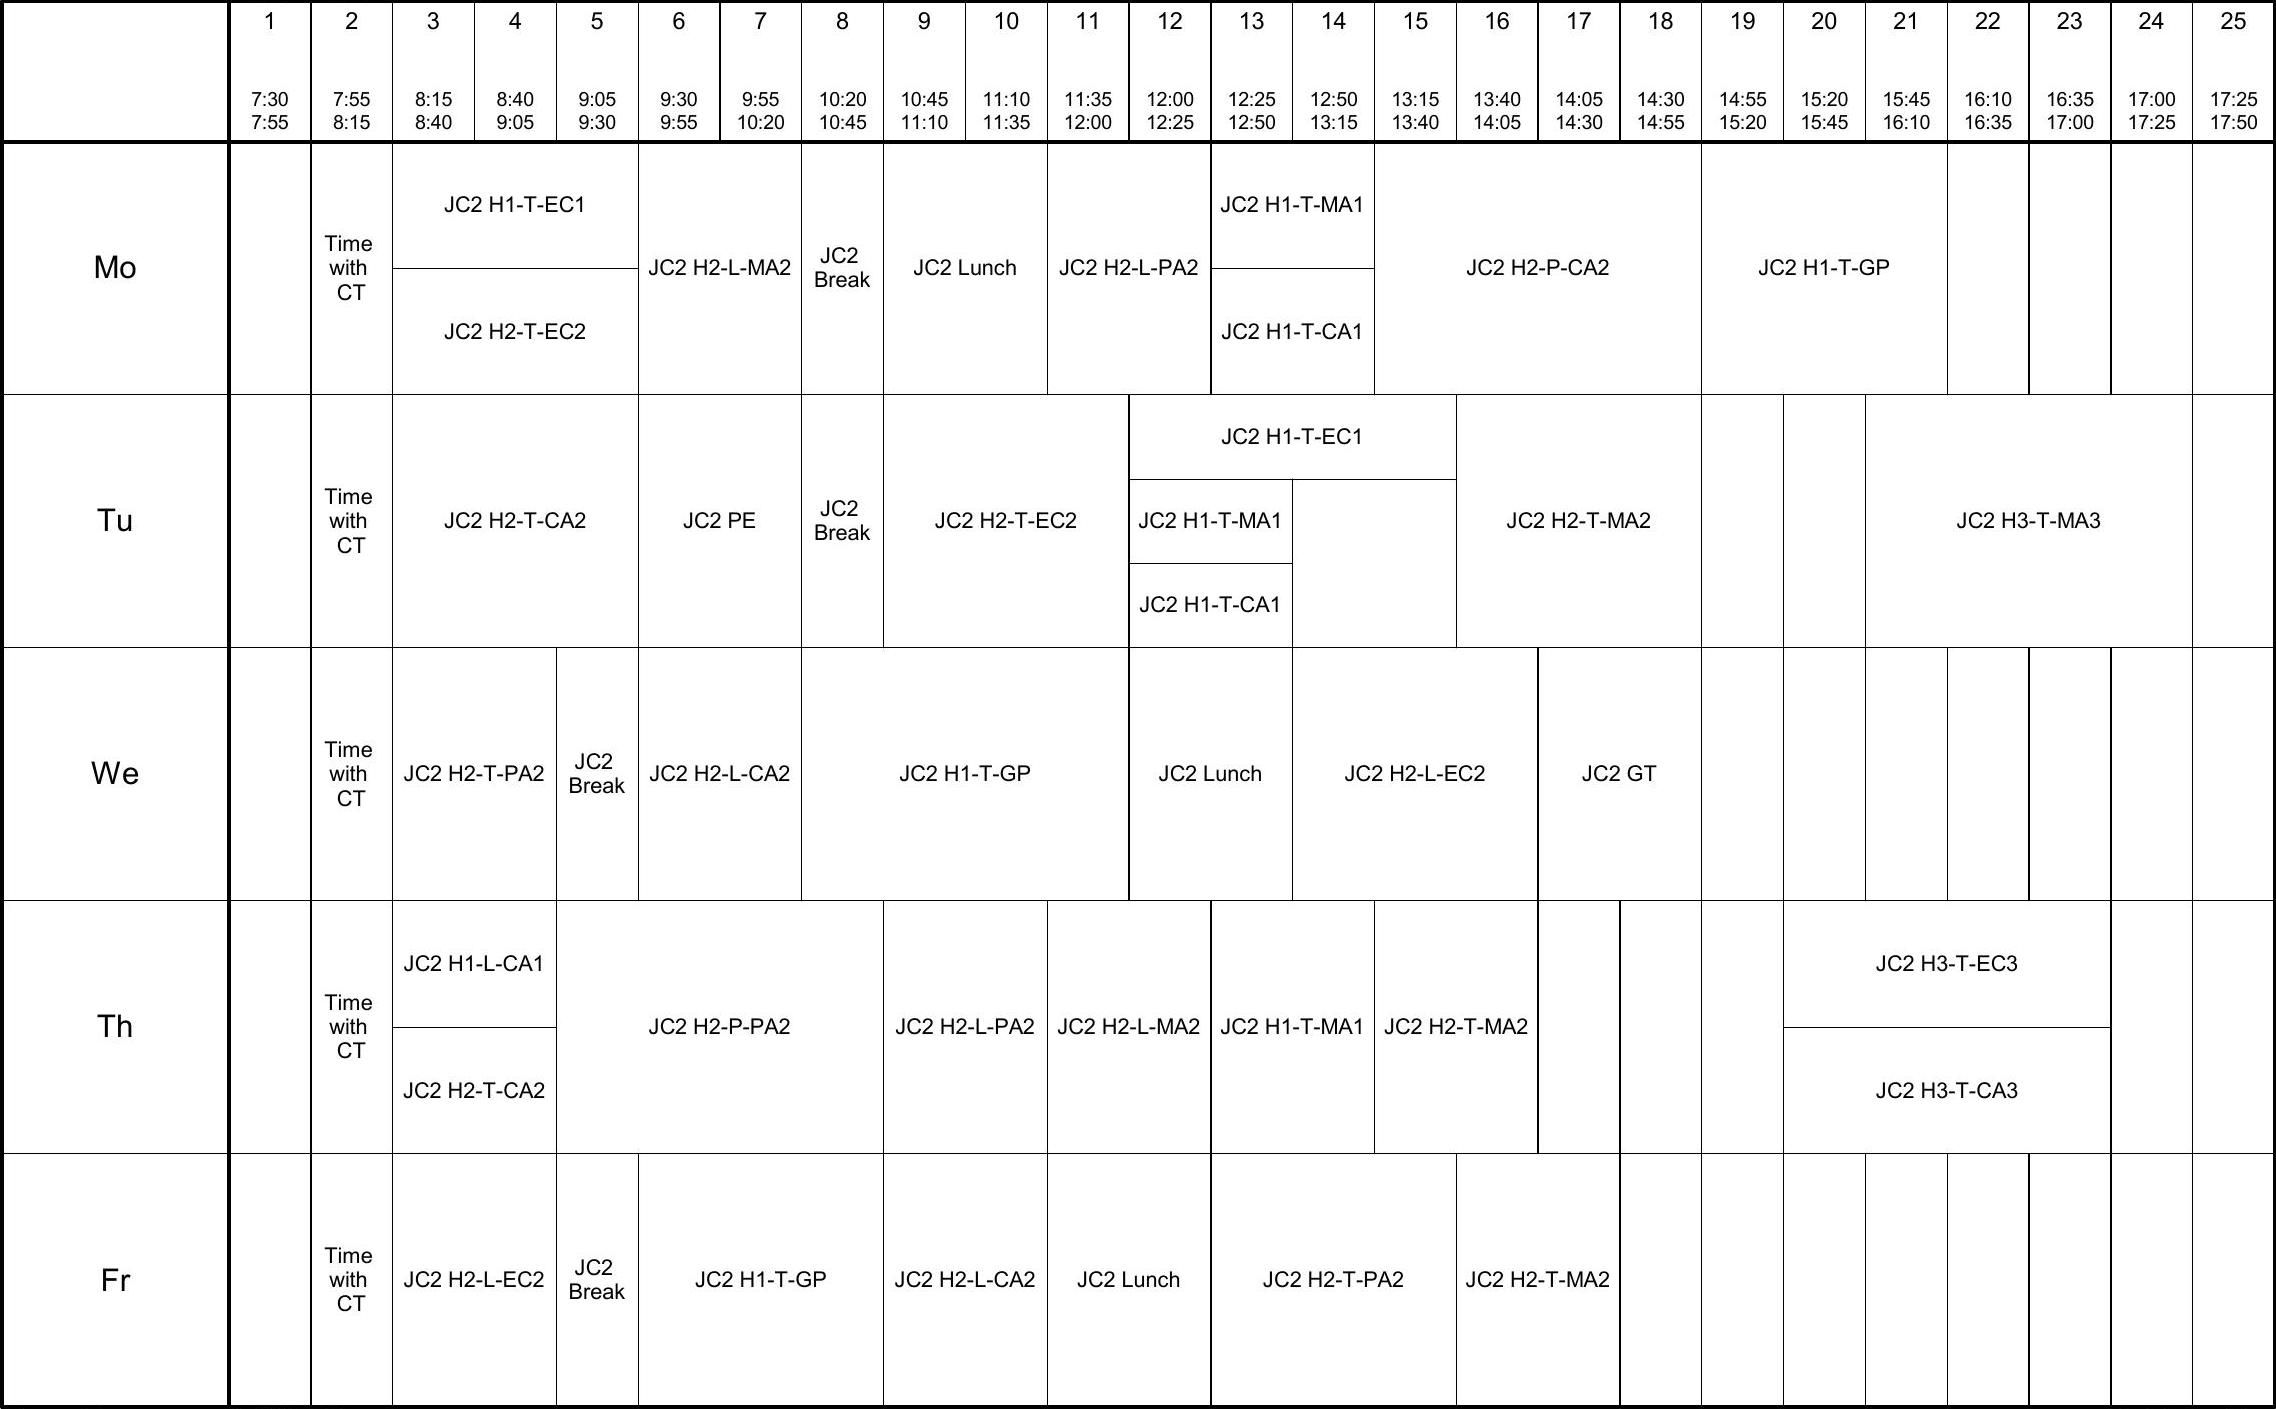 1 2 3 4 5 6 7 8 9 10 11 12 13 14 15 16 17 18 19 20 21 22 23 24 25
7:30 7:55 8:15 8:40 9:05 9:30 9:55 10:20 10:45 11:10 11:35 12:00 12:25 12:50 13:15 13:40 14:05 14:30 14:55 15:20 15:45 16:10 16:35 17:00 17:25
7:55 8:15 8:40 9:05 9:30 9:55 10:20 10:45 11:10 11:35 12:00 12:25 12:50 13:15 13:40 14:05 14:30 14:55 15:20 15:45 16:10 16:35 17:00 17:25 17:50
Mo
Time
with
CT
JC2 H1-T-EC1
JC2 H2-T-EC2
JC2 H2-L-MA2
JC2
Break
JC2 Lunch
JC2 H2-L-PA2
JC2 H1-T-MA1
JC2 H1-T-CA1
JC2 H2-P-CA2
JC2 H1-T-GP
Tu
Time
with
CT
JC2 H2-T-CA2
JC2 PE
JC2
Break
JC2 H2-T-EC2
JC2 H1-T-EC1
JC2 H1-T-MA1
JC2 H1-T-CA1
JC2 H2-T-MA2
JC2 H3-T-MA3
We
Time
with
CT
JC2 H2-T-PA2
JC2
Break
JC2 H2-L-CA2
JC2 H1-T-GP
JC2 Lunch
JC2 H2-L-EC2
JC2 GT
Th
Time
with
CT
JC2 H1-L-CA1
JC2 H2-T-CA2
JC2 H2-P-PA2
JC2 H2-L-PA2
JC2 H2-L-MA2
JC2 H1-T-MA1
JC2 H2-T-MA2
JC2 H3-T-EC3
JC2 H3-T-CA3
Fr
Time
with
CT
JC2 H2-L-EC2
JC2
Break
JC2 H1-T-GP
JC2 H2-L-CA2
JC2 Lunch
JC2 H2-T-PA2
JC2 H2-T-MA2